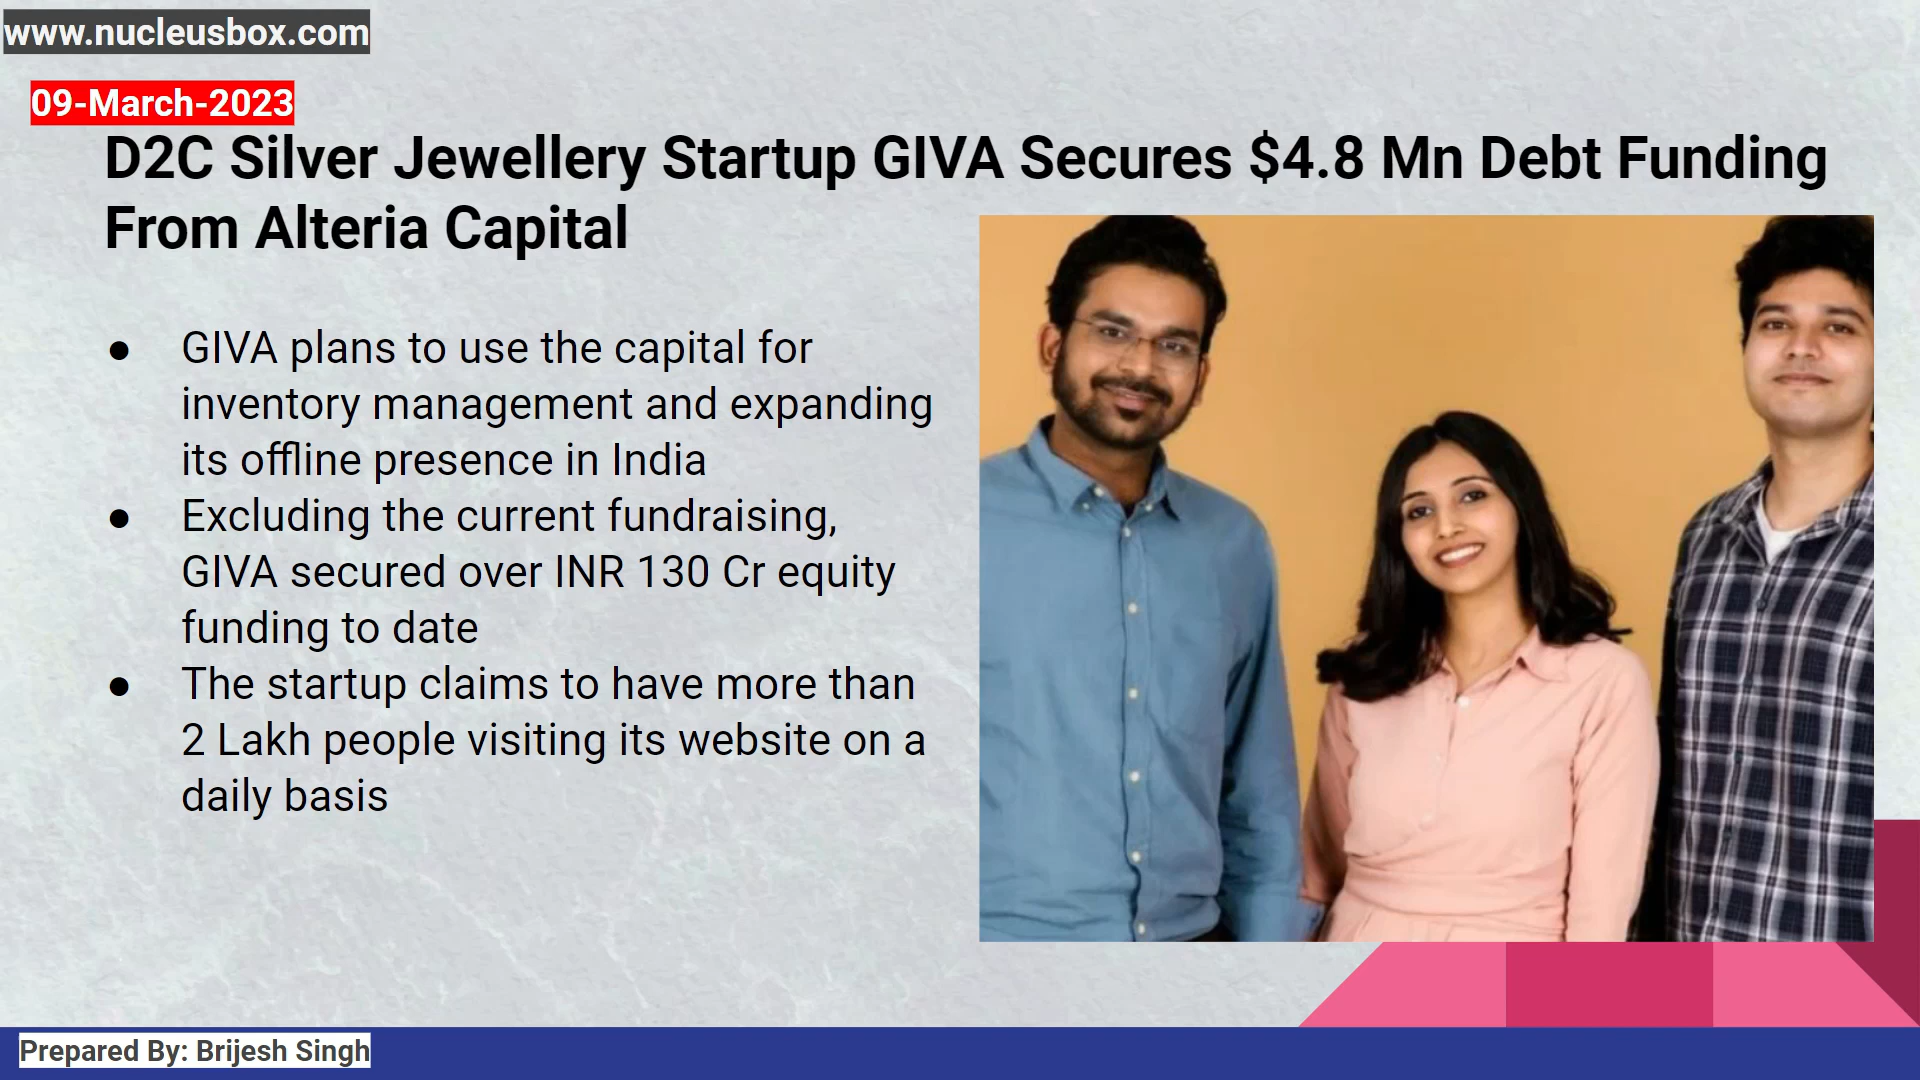 www.nucleusbox.com
09-March-2023
D2C Silver Jewellery Startup GIVA Secures $4.8 Mn Debt Funding
From Alteria Capital
● GIVA plans to use the capital for
inventory management and expanding
its offline presence in India
● Excluding the current fundraising,
GIVA secured over INR 130 Cr equity
funding to date
● The startup claims to have more than
2 Lakh people visiting its website on a
daily basis
Prepared By: Brijesh Singh